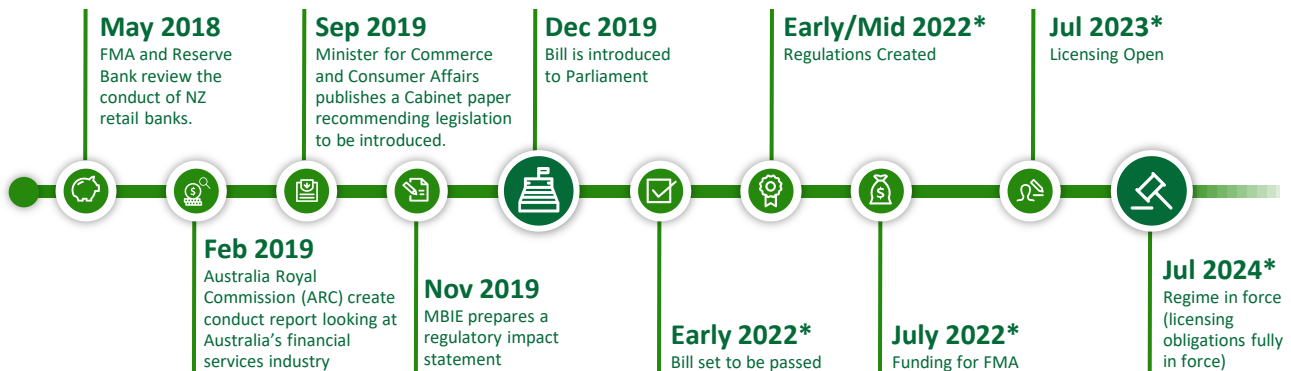 May 2018
FMA and Reserve
Bank review the
conduct of NZ
retail banks.
Feb 2019
Australia Royal
Commission (ARC) create
conduct report looking at
Australia's financial
services industry
Sep 2019
Minister for Commerce
and Consumer Affairs
publishes a Cabinet paper
recommending legislation
to be introduced.
Nov 2019
MBIE prepares a
regulatory impact
statement
Dec 2019
Bill is introduced
to Parliament
Early 2022*
Bill set to be passed
Early/Mid 2022*
Regulations Created
July 2022*
Funding for FMA
Jul 2023*
Licensing Open
Jul 2024*
Regime in force
(licensing
obligations fully
in force)